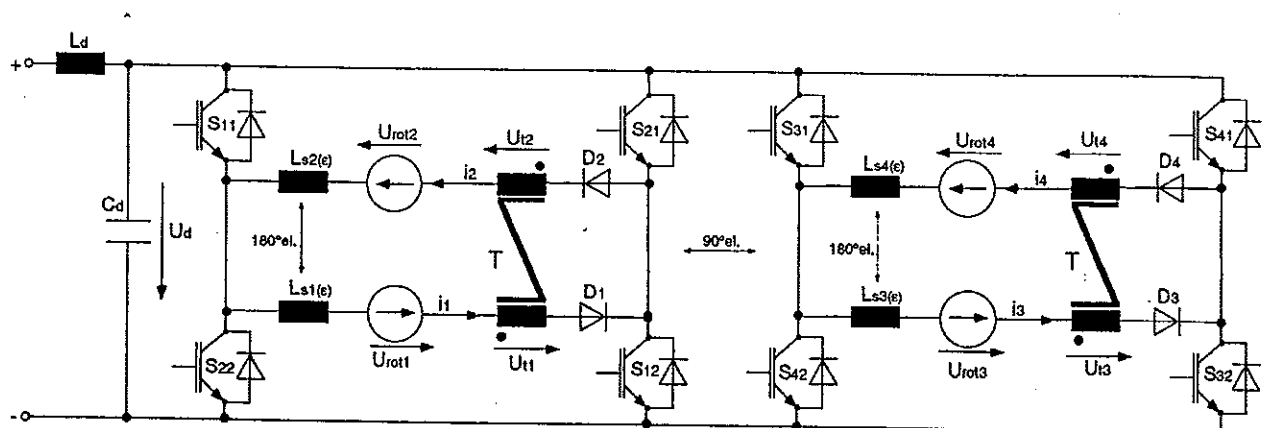 Ld
+
S11
S21
S31
S41
Urot2
Ut2
Urot4
Ut4
Ls2(ε)
i2
D2
Ls4(ε)
i4
D4
Cd
Ud
180°el.
T
90°el.
180°el.
T
Ls1(ε)
i1
D1
Ls3(ε)
i3
D3
Urot1
Ut1
Urot3
Ut3
S22
S12
S42
S32
-